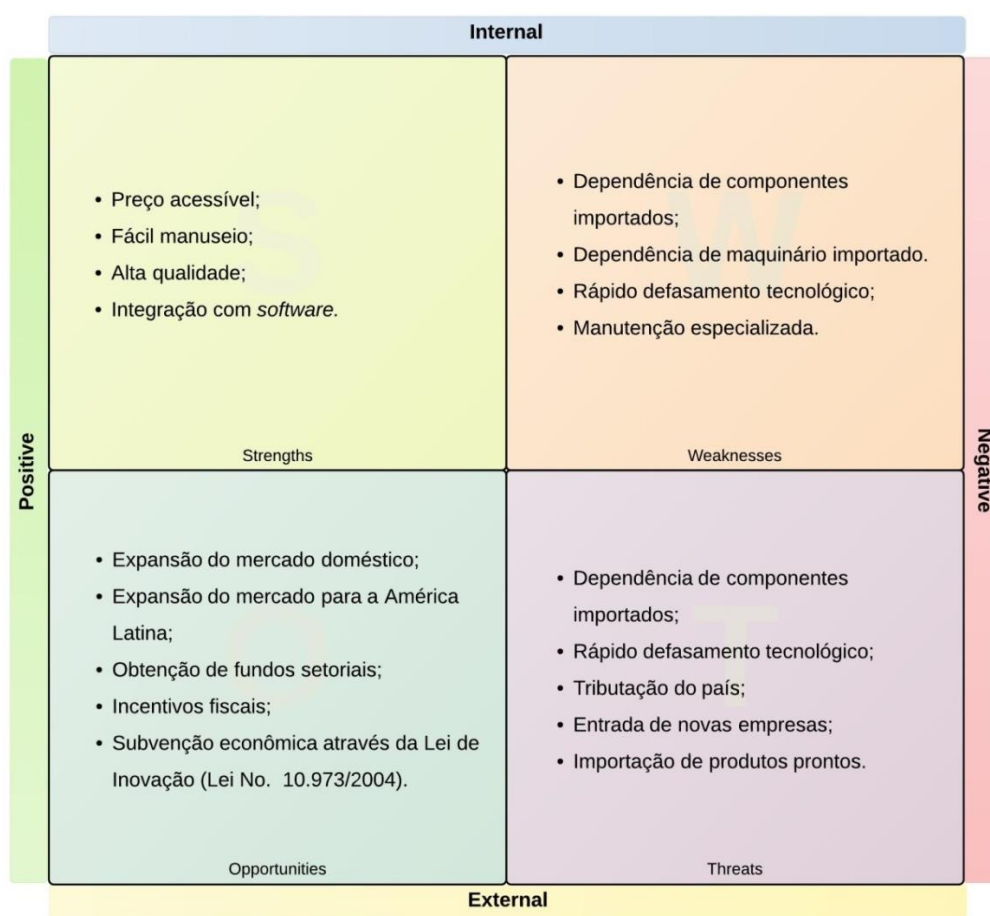 Internal
Positive
Negative
S
• Preço acessível;
• Fácil manuseio;
• Alta qualidade;
• Integração com software.
Strengths
W
• Dependência de componentes
importados;
• Dependência de maquinário importado.
• Rápido defasamento tecnológico;
• Manutenção especializada.
Weaknesses
O
• Expansão do mercado doméstico;
• Expansão do mercado para a América
Latina;
• Obtenção de fundos setoriais;
• Incentivos fiscais;
• Subvenção econômica através da Lei de
Inovação (Lei No. 10.973/2004).
Opportunities
T
• Dependência de componentes
importados;
• Rápido defasamento tecnológico;
• Tributação do país;
• Entrada de novas empresas;
• Importação de produtos prontos.
Threats
External